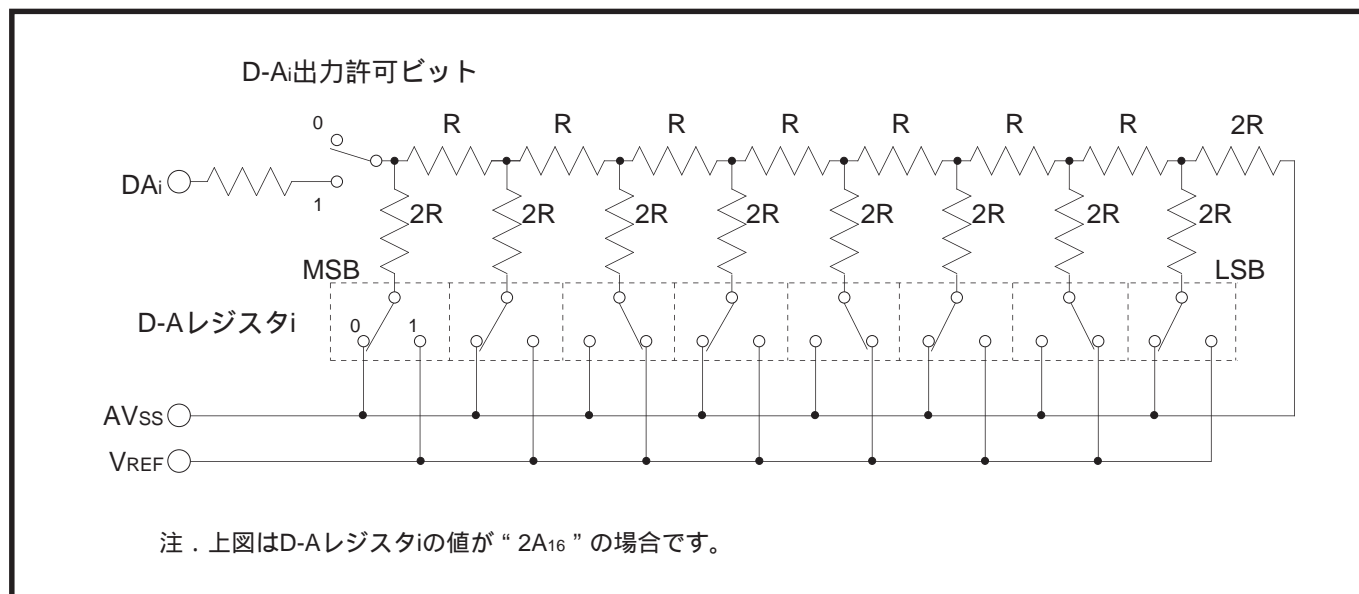 D-Ai出力許可ビット
0
R R R R R R R 2R
DAi
1
2R 2R 2R 2R 2R 2R 2R 2R
MSB LSB
D-Aレジスタi
0 1
AVSS
VREF
注．上図はD-Aレジスタiの値が“2A16”の場合です。